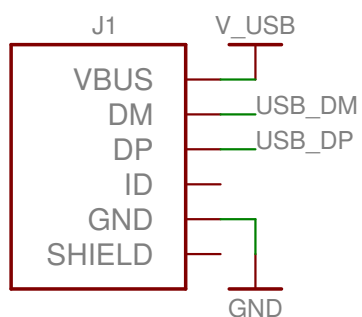 J1
V_USB
VBUS
DM
USB_DM
DP
USB_DP
ID
GND
SHIELD
GND